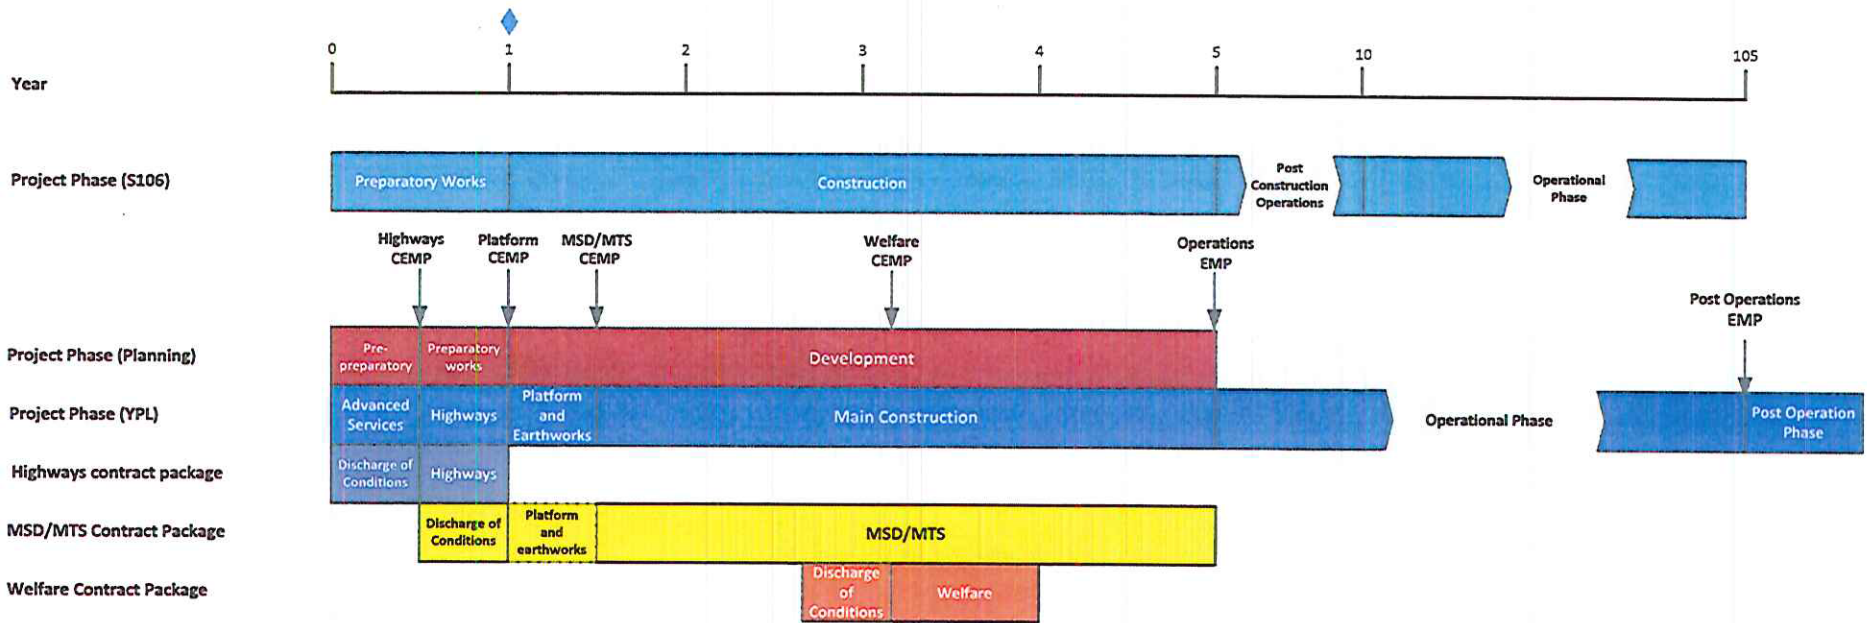 0 1 2 3 4 5 10 105
Year
Project Phase (S106)
Preparatory Works
Construction
Post
Construction
Operations
Operational
Phase
Highways
CEMP
Platform
CEMP
MSD/MTS
CEMP
Welfare
CEMP
Operations
EMP
Post Operations
EMP
Project Phase (Planning)
Pre-
preparatory
Preparatory
works
Development
Project Phase (YPL)
Advanced
Services
Highways
Platform
and
Earthworks
Main Construction
Operational Phase
Post Operation
Phase
Highways contract package
Discharge of
Conditions
Highways
MSD/MTS Contract Package
Discharge of
Conditions
Platform
and
earthworks
MSD/MTS
Welfare Contract Package
Discharge
of
Conditions
Welfare